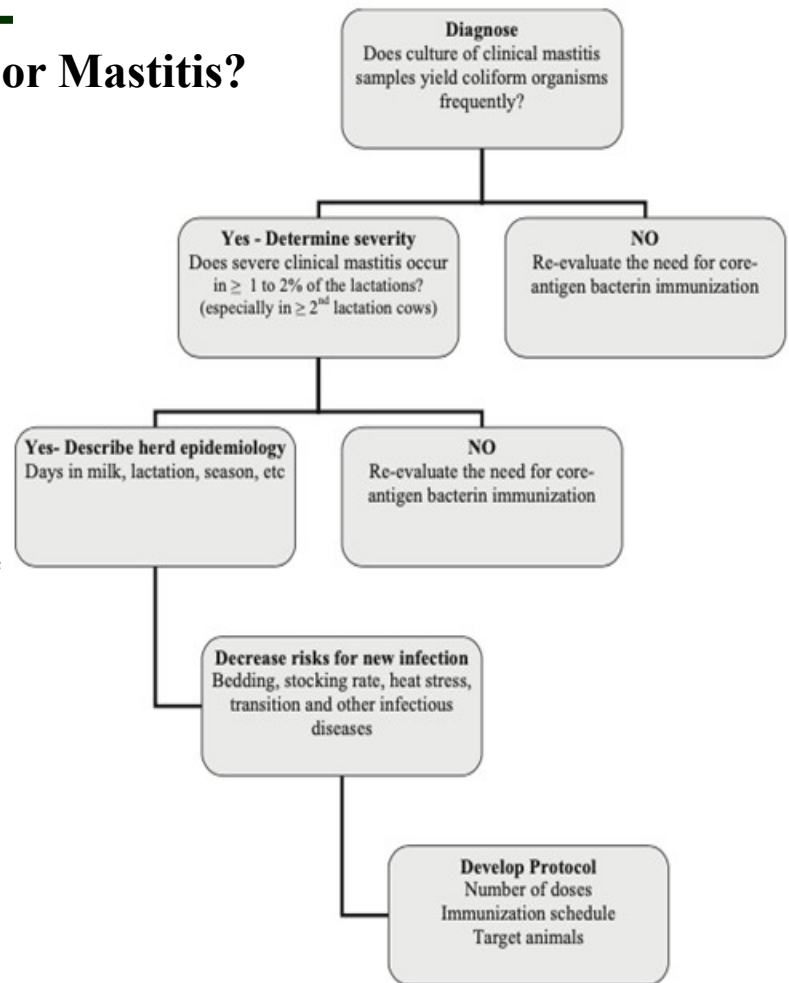 or Mastitis?
Diagnose
Does culture of clinical mastitis
samples yield coliform organisms
frequently?
Yes - Determine severity
Does severe clinical mastitis occur
in ≥ 1 to 2% of the lactations?
(especially in ≥ 2nd lactation cows)
NO
Re-evaluate the need for core-
antigen bacterin immunization
Yes- Describe herd epidemiology
Days in milk, lactation, season, etc
NO
Re-evaluate the need for core-
antigen bacterin immunization
Decrease risks for new infection
Bedding, stocking rate, heat stress,
transition and other infectious
diseases
Develop Protocol
Number of doses
Immunization schedule
Target animals